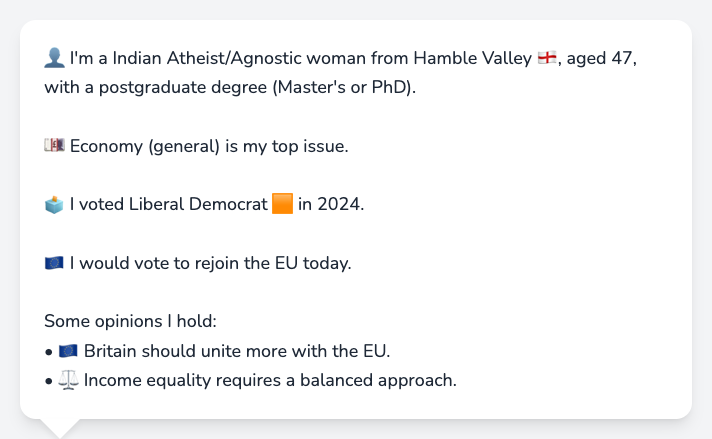 👤 I'm a Indian Atheist/Agnostic woman from Hamble Valley 🏴󠁧󠁢󠁥󠁮󠁧󠁿, aged 47,
with a postgraduate degree (Master's or PhD).
💷 Economy (general) is my top issue.
🗳️ I voted Liberal Democrat 🟧 in 2024.
🇪🇺 I would vote to rejoin the EU today.
Some opinions I hold:
• 🇪🇺 Britain should unite more with the EU.
• ⚖️ Income equality requires a balanced approach.